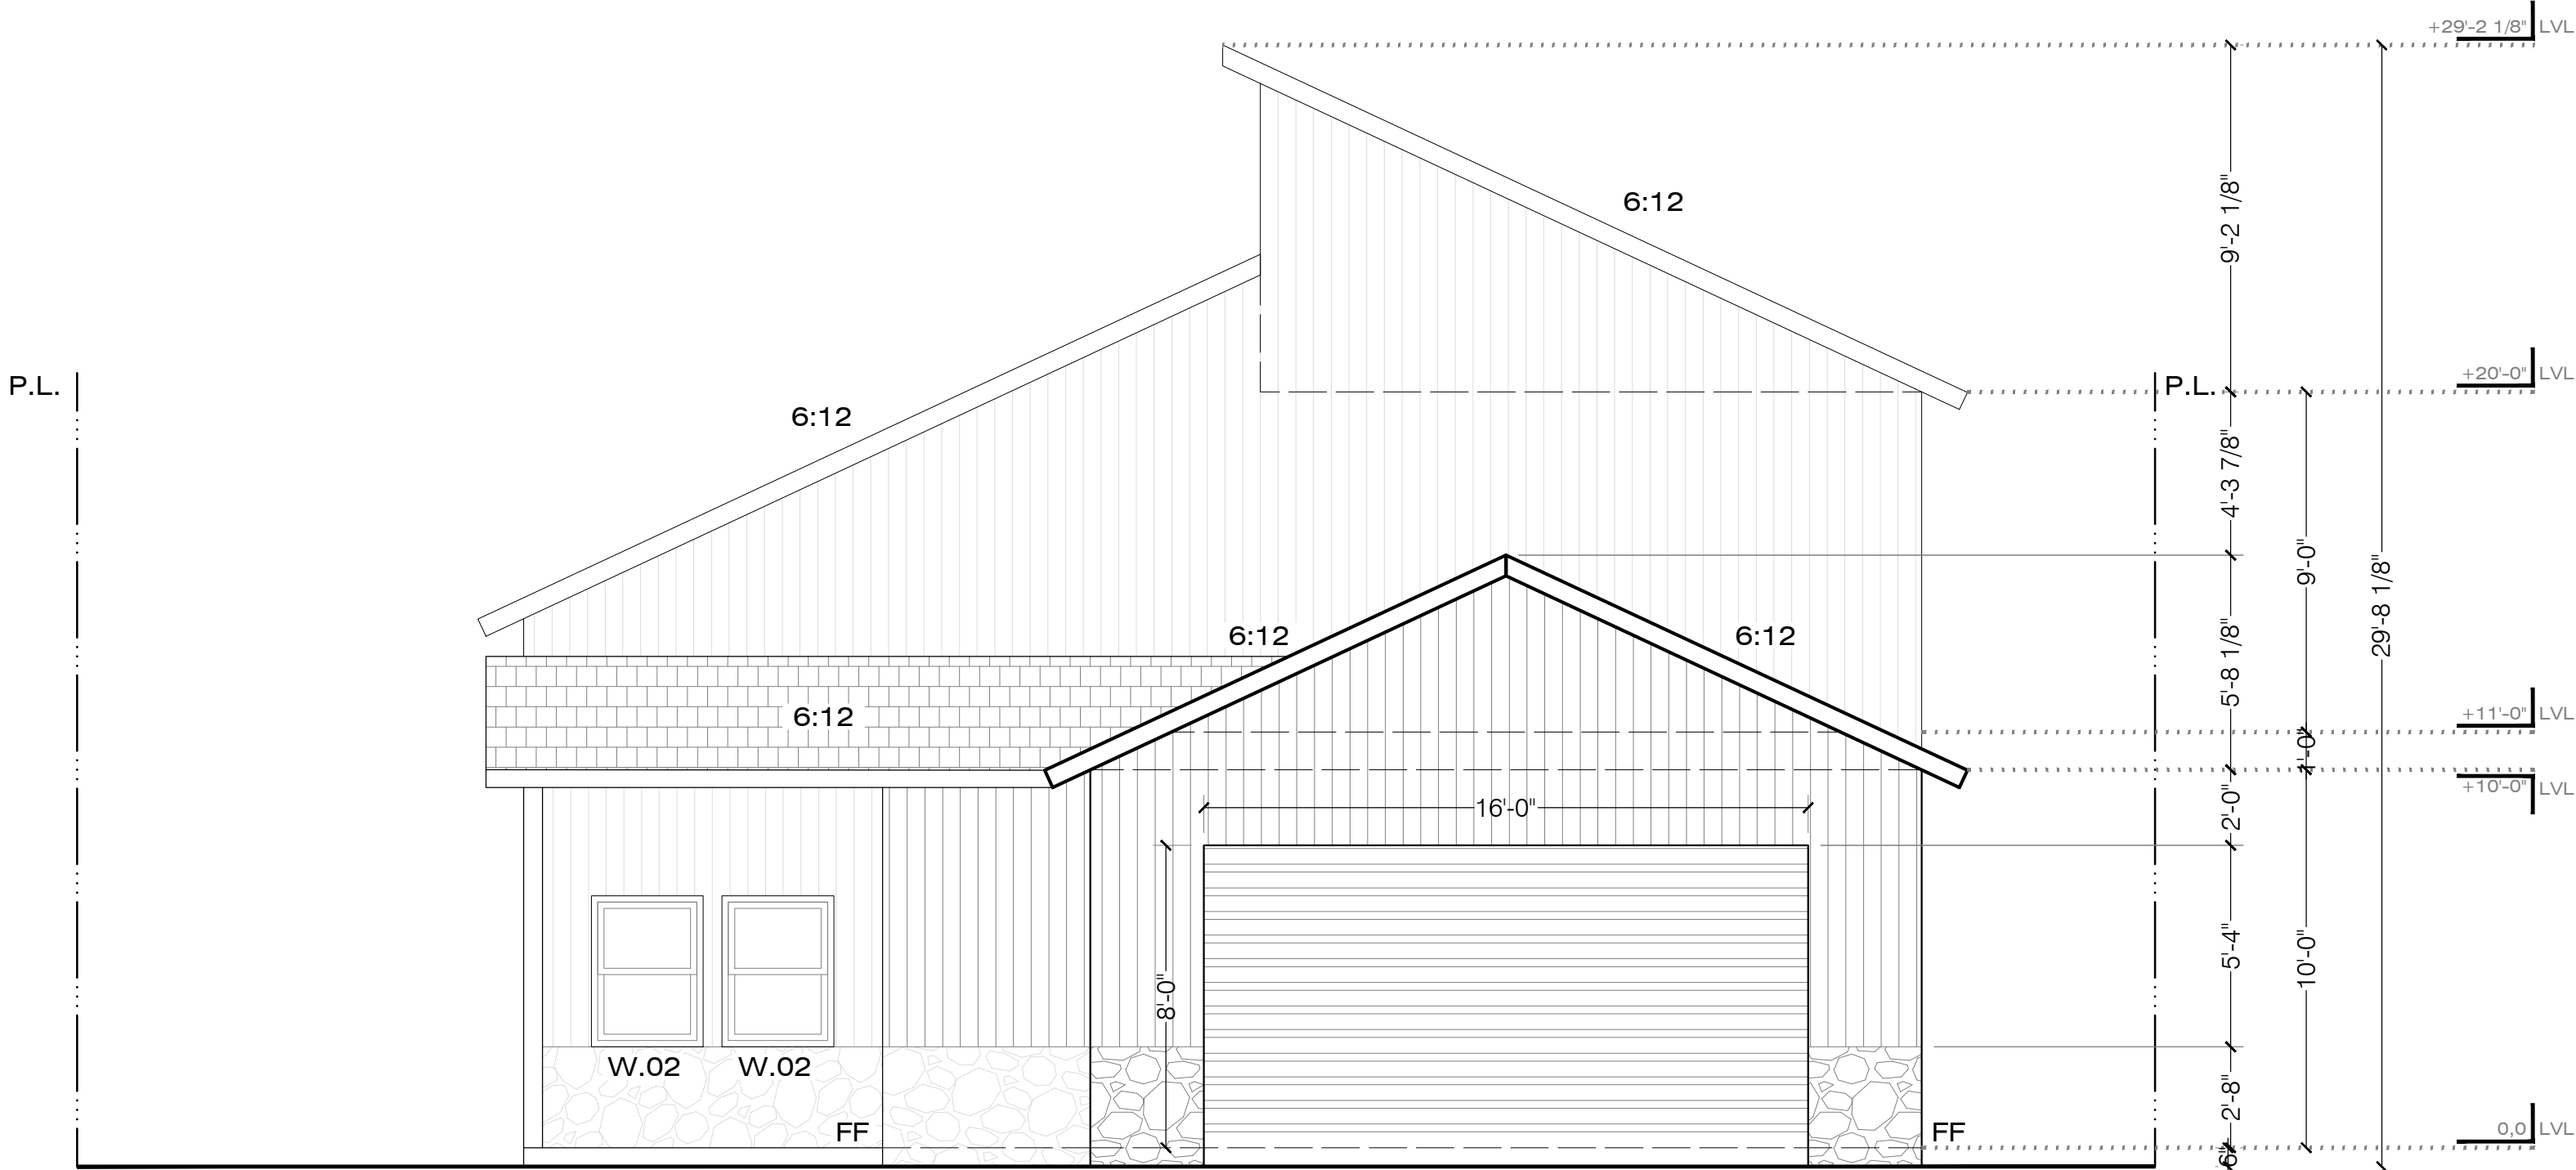 +29'-2 1/8" LVL
9'-2 1/8"
6:12
P.L.
P.L.
+20'-0" LVL
6:12
4'-3 7/8"
9'-0"
29'-8 1/8"
6:12
6:12
5'-8 1/8"
6:12
+11'-0" LVL
1'-0"
+10'-0" LVL
16'-0"
2'-0"
8'-0"
5'-4"
10'-0"
W.02
W.02
2'-8"
FF
FF
0,0 LVL
6"